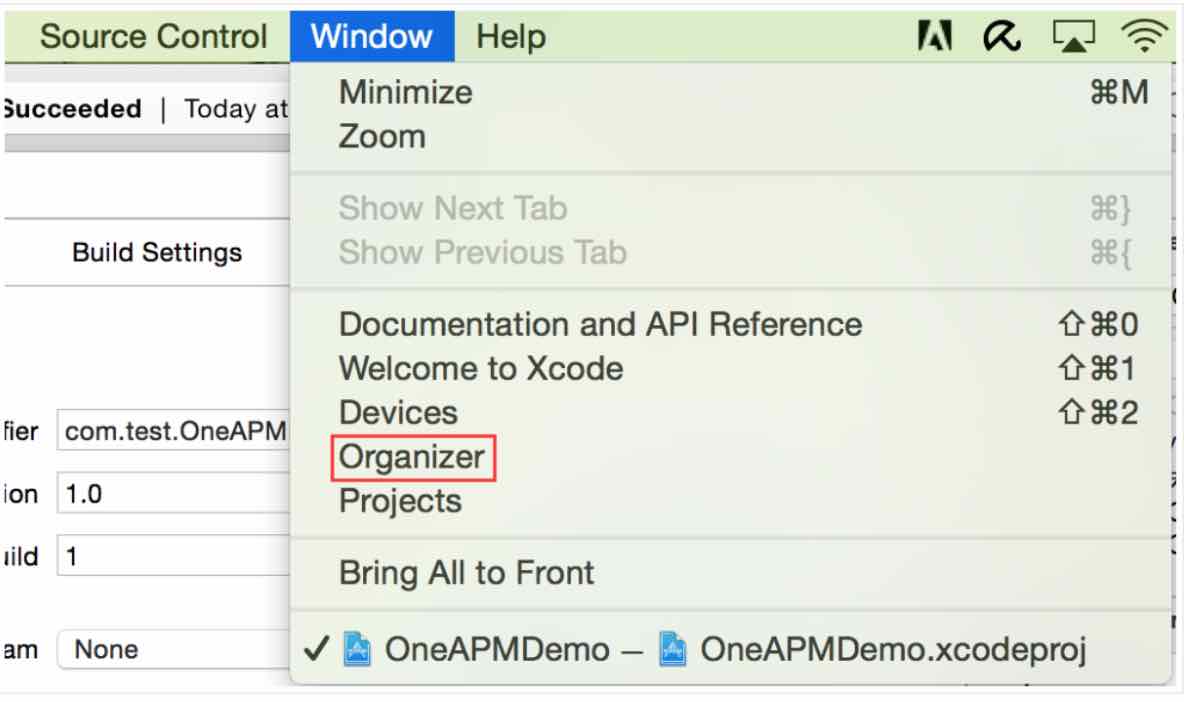 Source Control Window Help
Succeeded | Today at
Minimize ⌘M
Zoom
Show Next Tab ⌘}
Show Previous Tab ⌘{
Build Settings
Documentation and API Reference ⇧⌘0
Welcome to Xcode ⇧⌘1
Devices ⇧⌘2
fier com.test.OneAPM
Organizer
ion 1.0
Projects
uild 1
Bring All to Front
am None
✓ OneAPMDemo — OneAPMDemo.xcodeproj